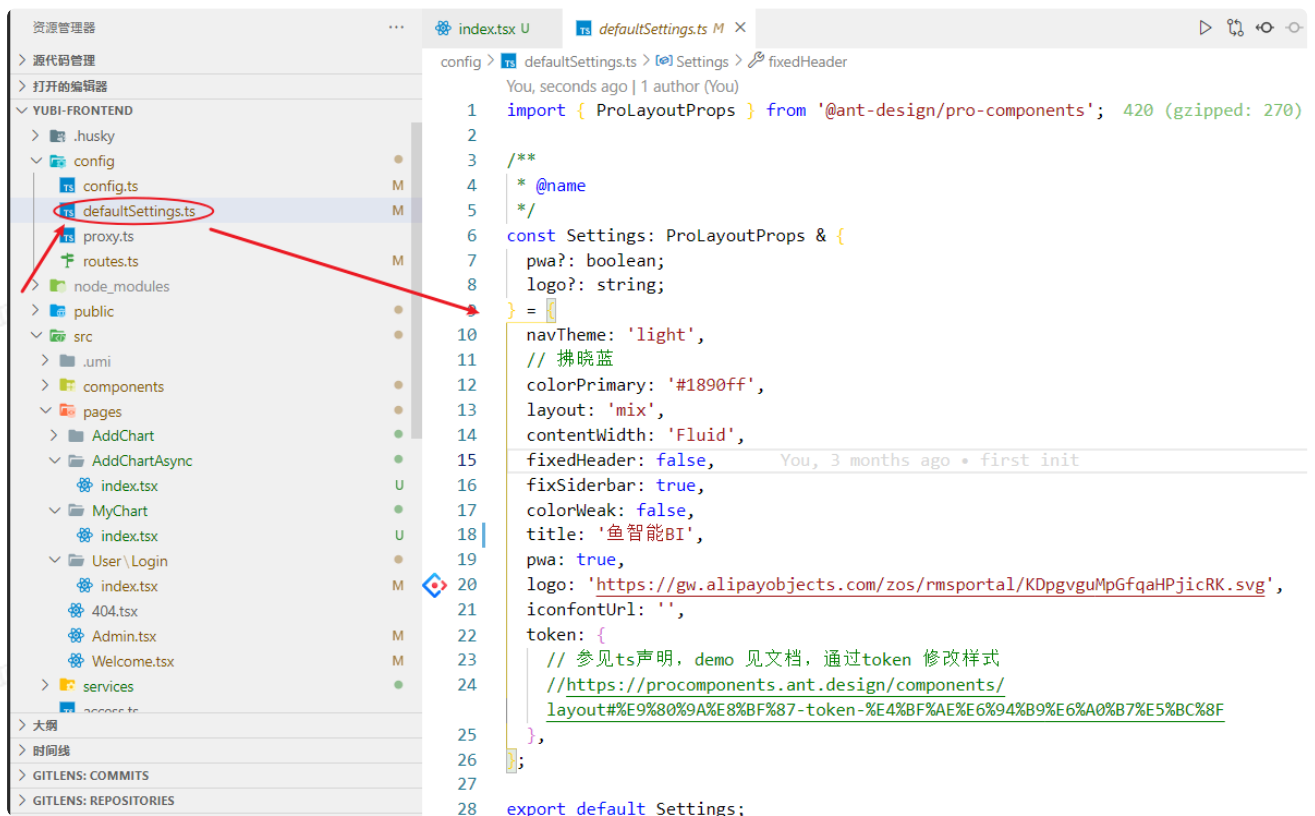 资源管理器 ···
源代码管理
打开的编辑器
YUBI-FRONTEND
.husky
config
TS config.ts M
TS defaultSettings.ts M
TS proxy.ts
routes.ts M
node_modules
public
src
.umi
components
pages
AddChart
AddChartAsync
index.tsx U
MyChart
index.tsx U
User\Login
index.tsx M
404.tsx
Admin.tsx M
Welcome.tsx M
services
TS access.ts
大纲
时间线
GITLENS: COMMITS
GITLENS: REPOSITORIES
index.tsx U TS defaultSettings.ts M
config > TS defaultSettings.ts > Settings > fixedHeader
You, seconds ago | 1 author (You)
1 import { ProLayoutProps } from '@ant-design/pro-components'; 420 (gzipped: 270)
2
3 /**
4 * @name
5 */
6 const Settings: ProLayoutProps & {
7 pwa?: boolean;
8 logo?: string;
9 } = {
10 navTheme: 'light',
11 // 拂晓蓝
12 colorPrimary: '#1890ff',
13 layout: 'mix',
14 contentWidth: 'Fluid',
15 fixedHeader: false, You, 3 months ago • first init
16 fixSiderbar: true,
17 colorWeak: false,
18 title: '鱼智能BI',
19 pwa: true,
20 logo: 'https://gw.alipayobjects.com/zos/rmsportal/KDpgvguMpGfqaHPjicRK.svg',
21 iconfontUrl: '',
22 token: {
23 // 参见ts声明，demo 见文档，通过token 修改样式
24 //https://procomponents.ant.design/components/
layout#%E9%80%9A%E8%BF%87-token-%E4%BF%AE%E6%94%B9%E6%A0%B7%E5%BC%8F
25 },
26 };
27
28 export default Settings;